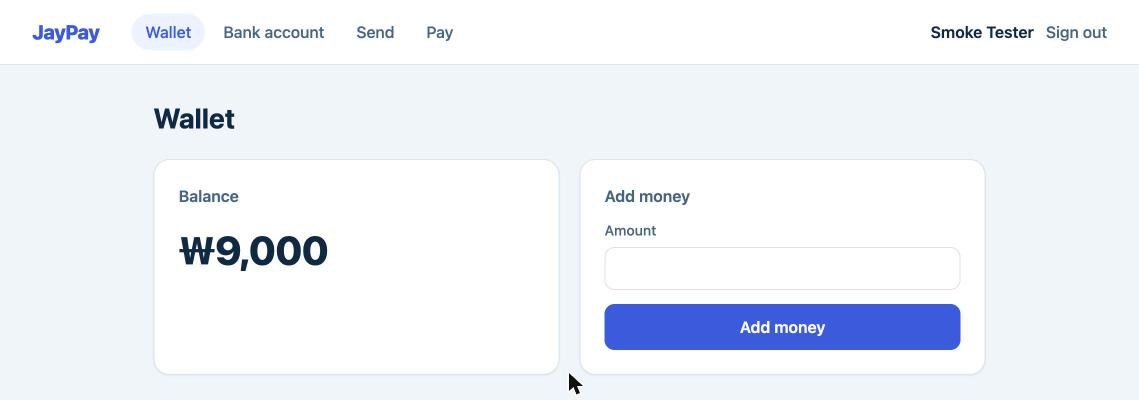 JayPay Wallet Bank account Send Pay Smoke Tester Sign out
Wallet
Balance
₩9,000
Add money
Amount
Add money